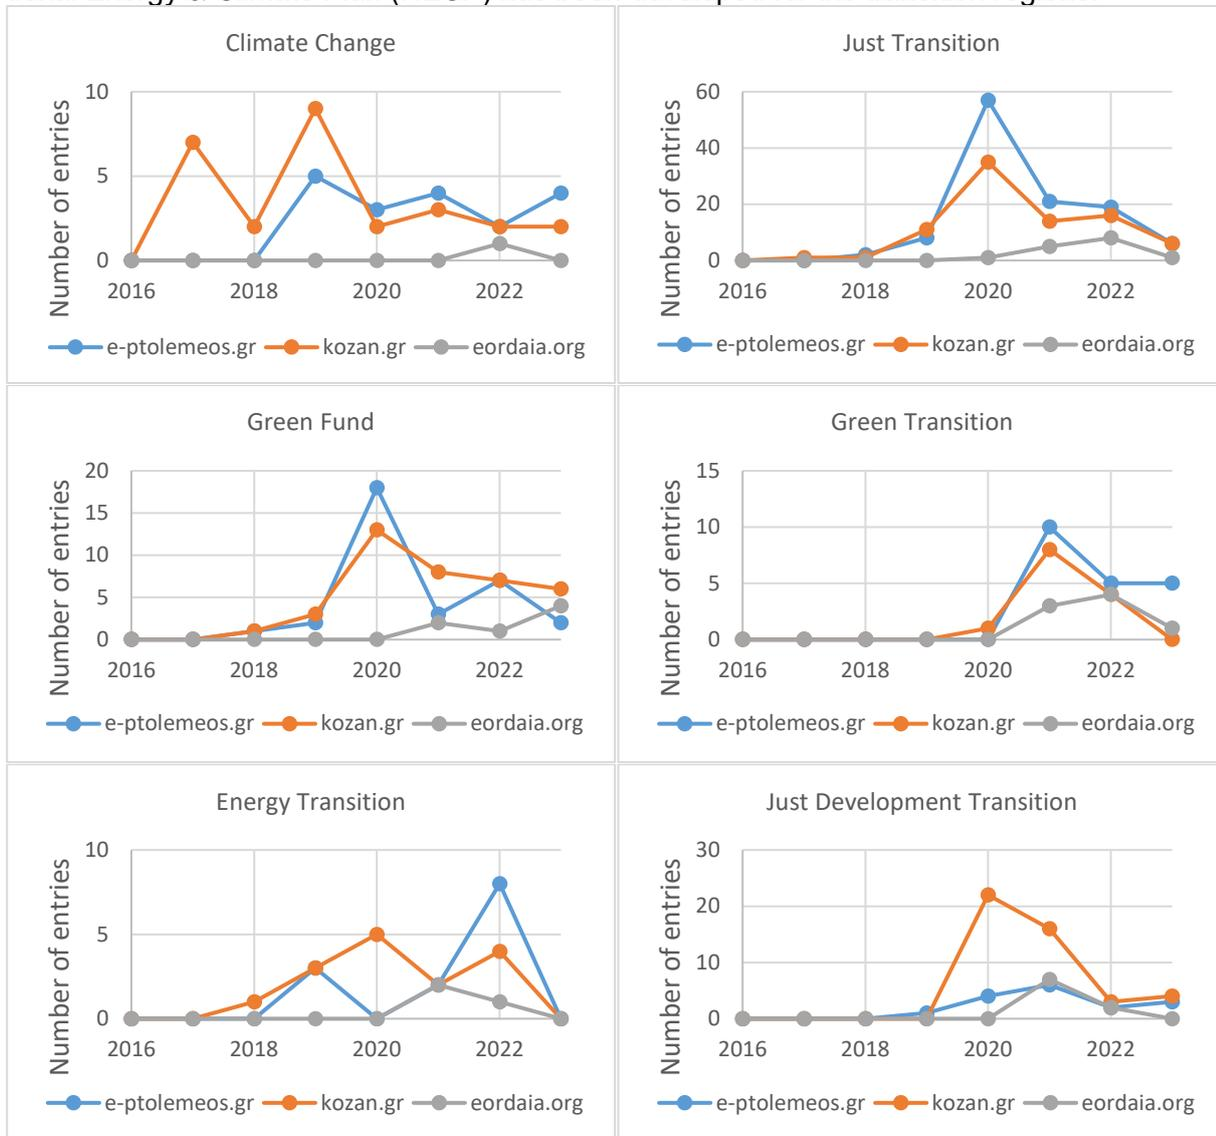 Climate Change
Number of entries
10
5
0
2016 2018 2020 2022
e-ptolemeos.gr kozan.gr eordaia.org
Just Transition
Number of entries
60
40
20
0
2016 2018 2020 2022
e-ptolemeos.gr kozan.gr eordaia.org
Green Fund
Number of entries
20
15
10
5
0
2016 2018 2020 2022
e-ptolemeos.gr kozan.gr eordaia.org
Green Transition
Number of entries
15
10
5
0
2016 2018 2020 2022
e-ptolemeos.gr kozan.gr eordaia.org
Energy Transition
Number of entries
10
5
0
2016 2018 2020 2022
e-ptolemeos.gr kozan.gr eordaia.org
Just Development Transition
Number of entries
30
20
10
0
2016 2018 2020 2022
e-ptolemeos.gr kozan.gr eordaia.org